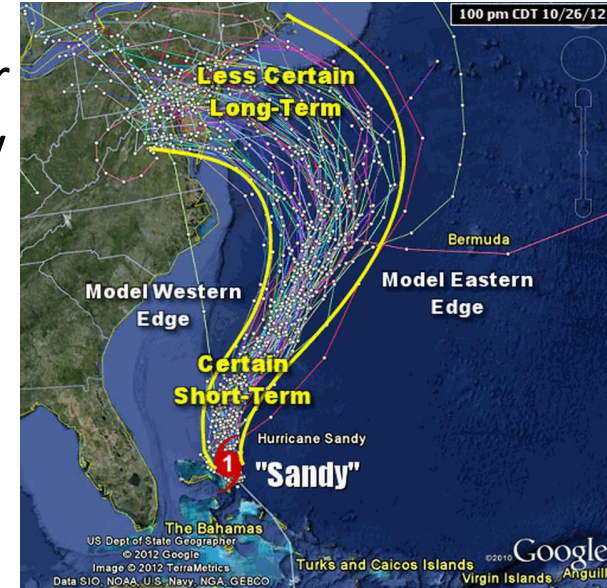 100 pm CDT 10/26/12
Less Certain
Long-Term
Bermuda
Model Western
Edge
Model Eastern
Edge
Certain
Short-Term
Hurricane Sandy
1
"Sandy"
The Bahamas
US Dept of State Geographer
© 2012 Google
Image © 2012 TerraMetrics
Data SIO, NOAA, U.S. Navy, NGA, GEBCO
Turks and Caicos Islands
©2010 Google
Virgin Islands